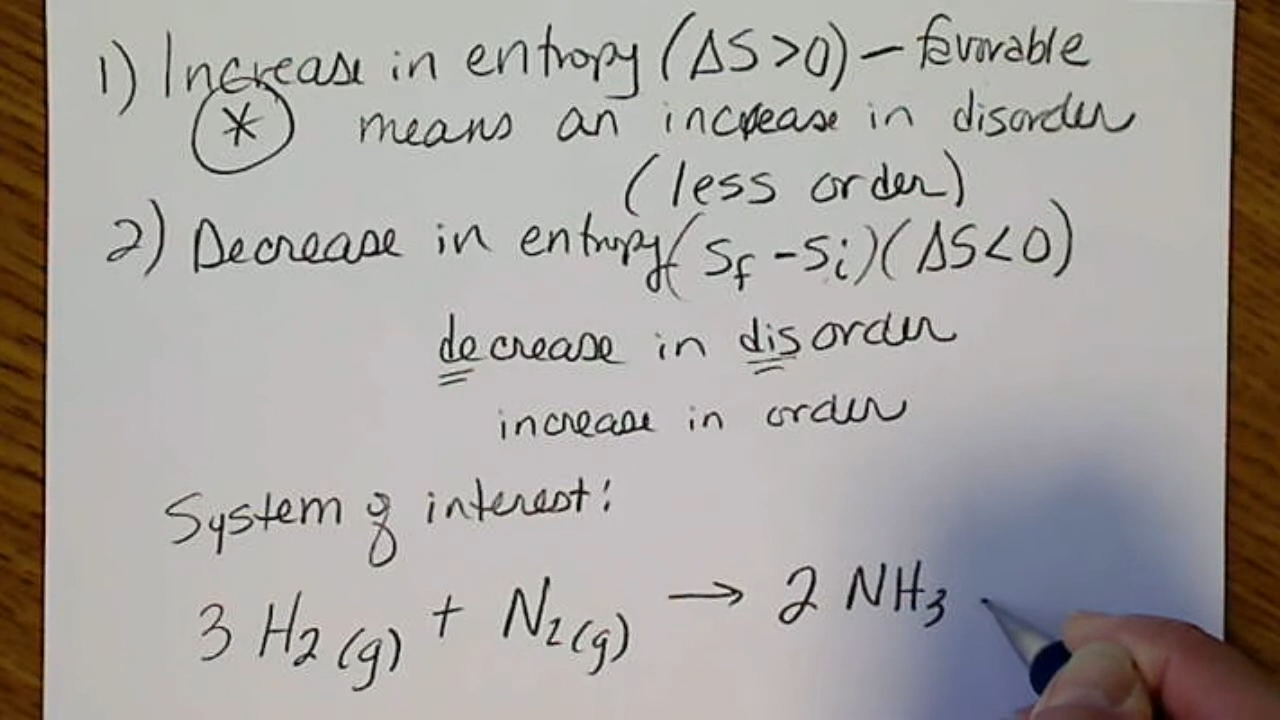 1) Increase in entropy (ΔS>0) – favorable
* means an increase in disorder
(less order)
2) Decrease in entropy (Sf - Si) (ΔS<0)
decrease in disorder
increase in order
System of interest:
3 H2 (g) + N2 (g) → 2 NH3